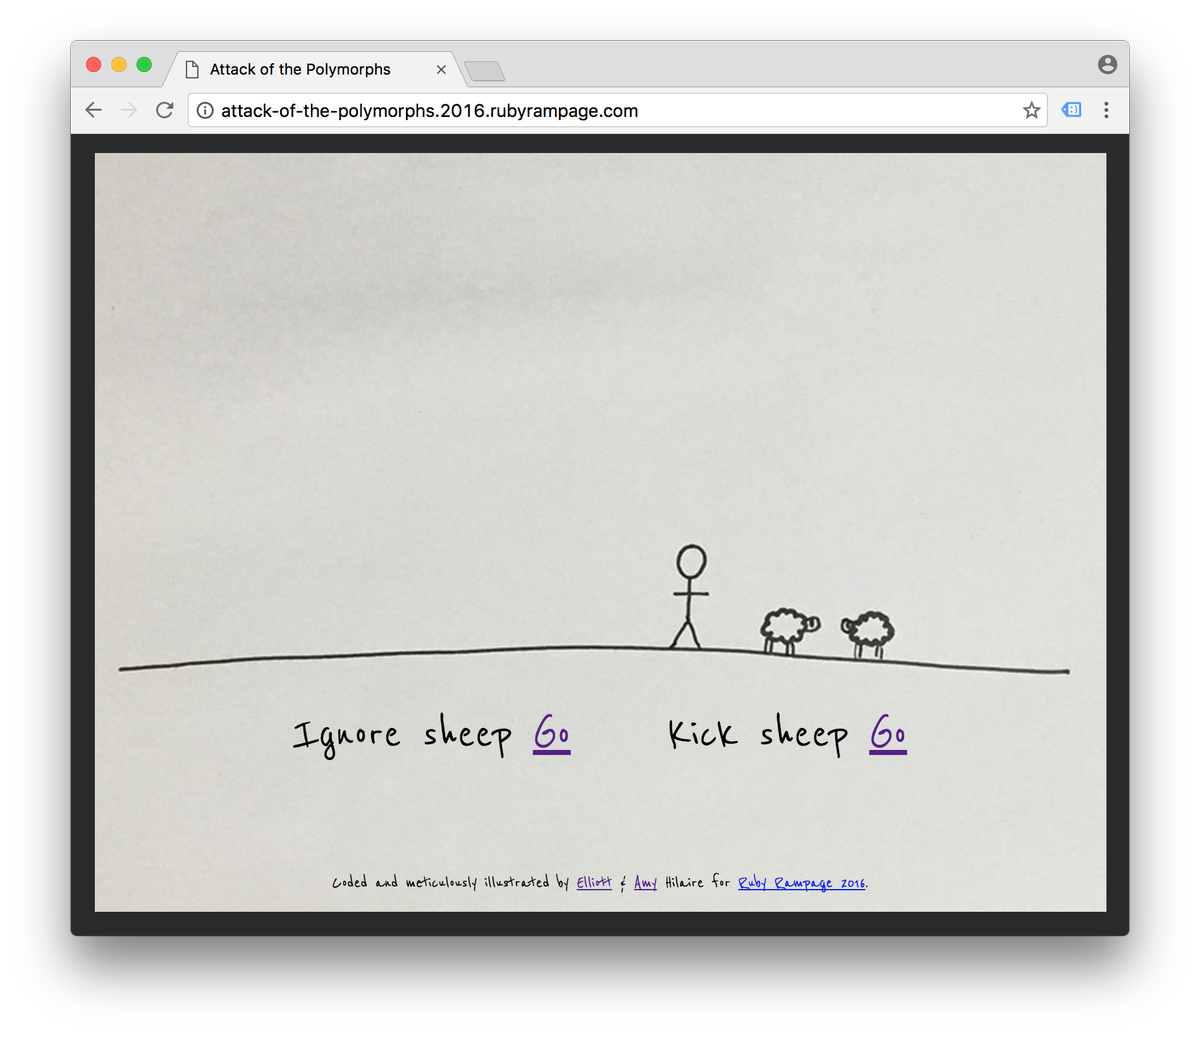 Attack of the Polymorphs
attack-of-the-polymorphs.2016.rubyrampage.com
Ignore sheep Go
Kick sheep Go
Coded and meticulously illustrated by Elliott & Amy Hilaire for Ruby Rampage 2016.